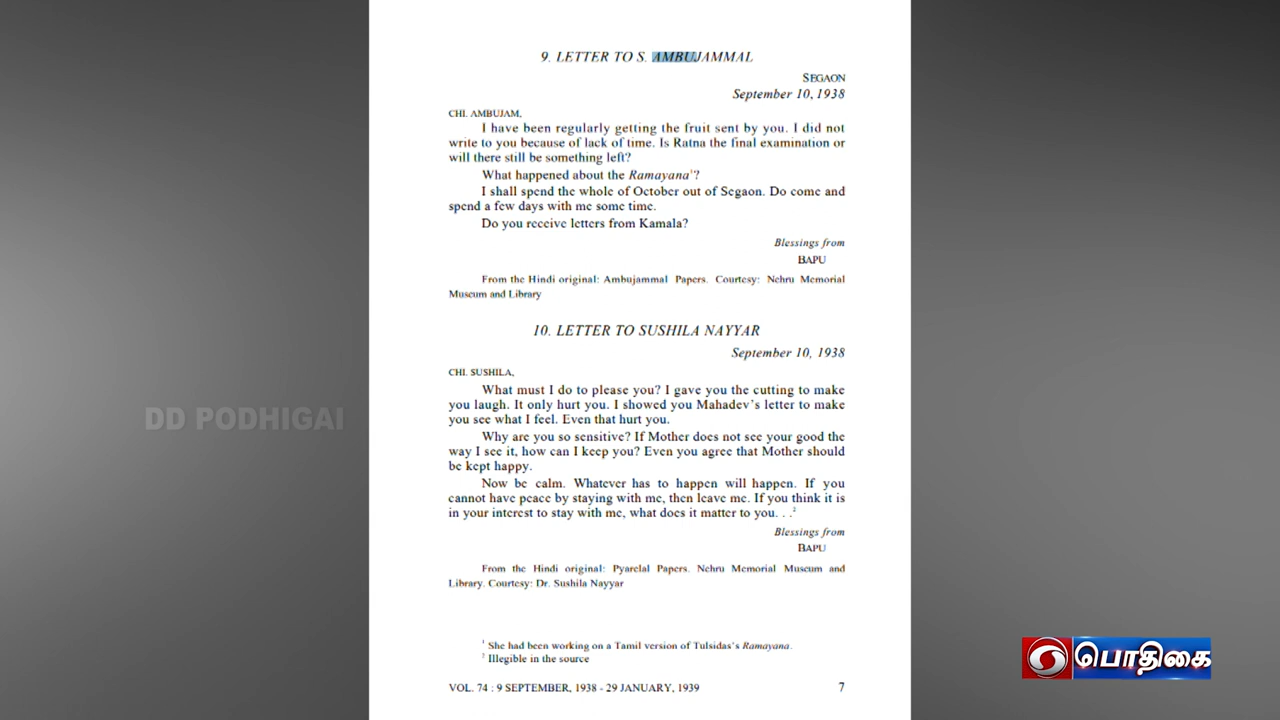 9. LETTER TO S. AMBUJAMMAL
SEGAON
September 10, 1938
CHI. AMBUJAM,
I have been regularly getting the fruit sent by you. I did not
write to you because of lack of time. Is Ratna the final examination or
will there still be something left?
What happened about the Ramayana¹?
I shall spend the whole of October out of Segaon. Do come and
spend a few days with me some time.
Do you receive letters from Kamala?
Blessings from
BAPU
From the Hindi original: Ambujammal Papers. Courtesy: Nehru Memorial
Museum and Library
10. LETTER TO SUSHILA NAYYAR
September 10, 1938
CHI. SUSHILA,
What must I do to please you? I gave you the cutting to make
you laugh. It only hurt you. I showed you Mahadev's letter to make
you see what I feel. Even that hurt you.
Why are you so sensitive? If Mother does not see your good the
way I see it, how can I keep you? Even you agree that Mother should
be kept happy.
Now be calm. Whatever has to happen will happen. If you
cannot have peace by staying with me, then leave me. If you think it is
in your interest to stay with me, what does it matter to you. . .²
Blessings from
BAPU
From the Hindi original: Pyarelal Papers. Nehru Memorial Museum and
Library. Courtesy: Dr. Sushila Nayyar
¹ She had been working on a Tamil version of Tulsidas's Ramayana.
² Illegible in the source
VOL. 74 : 9 SEPTEMBER, 1938 - 29 JANUARY, 1939 7
DD PODHIGAI
பொதிகை